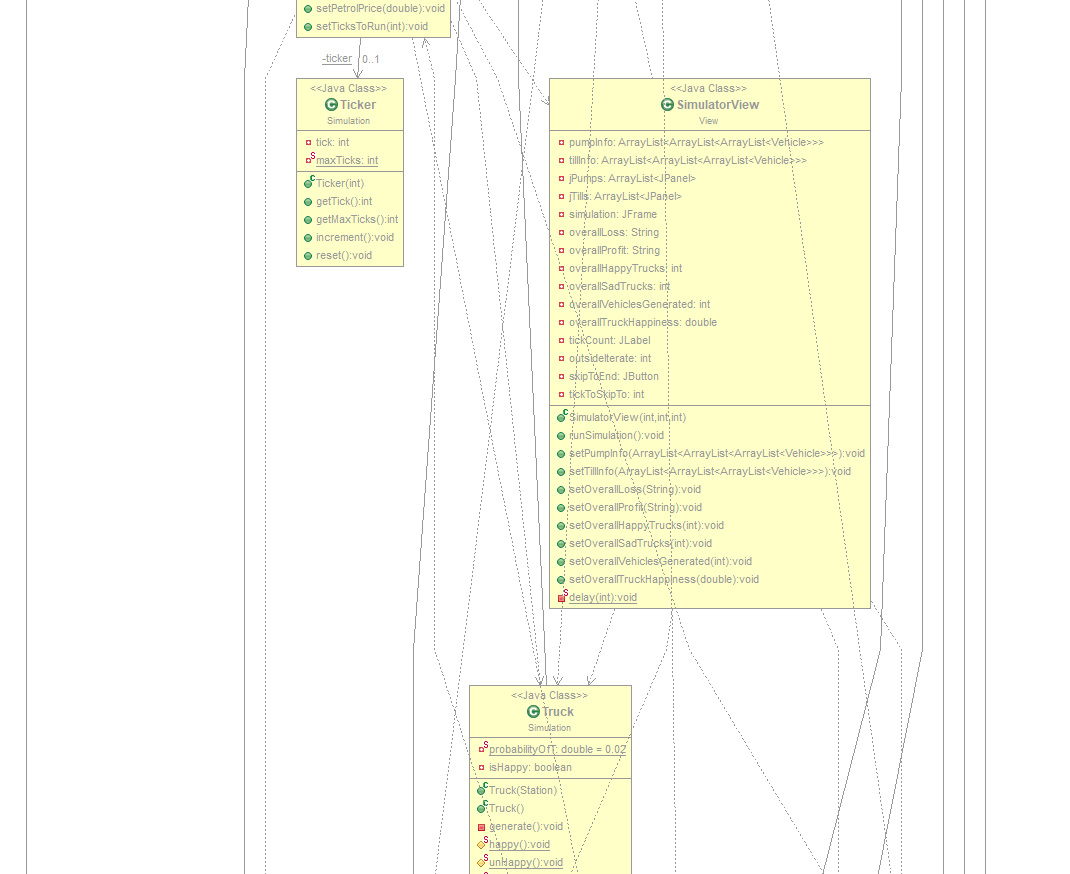 setPetrolPrice(double):void
setTicksToRun(int):void
-ticker 0..1
<<Java Class>>
Ticker
Simulation
tick: int
maxTicks: int
Ticker(int)
getTick():int
getMaxTicks():int
increment():void
reset():void
<<Java Class>>
SimulatorView
View
pumpInfo: ArrayList<ArrayList<ArrayList<Vehicle>>>
tillInfo: ArrayList<ArrayList<ArrayList<Vehicle>>>
jPumps: ArrayList<JPanel>
jTills: ArrayList<JPanel>
simulation: JFrame
overallLoss: String
overallProfit: String
overallHappyTrucks: int
overallSadTrucks: int
overallVehiclesGenerated: int
overallTruckHappiness: double
tickCount: JLabel
outsideIterate: int
skipToEnd: JButton
tickToSkipTo: int
SimulatorView(int,int,int)
runSimulation():void
setPumpInfo(ArrayList<ArrayList<ArrayList<Vehicle>>>):void
setTillInfo(ArrayList<ArrayList<ArrayList<Vehicle>>>):void
setOverallLoss(String):void
setOverallProfit(String):void
setOverallHappyTrucks(int):void
setOverallSadTrucks(int):void
setOverallVehiclesGenerated(int):void
setOverallTruckHappiness(double):void
delay(int):void
<<Java Class>>
Truck
Simulation
probabilityOfT: double = 0.02
isHappy: boolean
Truck(Station)
Truck()
generate():void
happy():void
unHappy():void